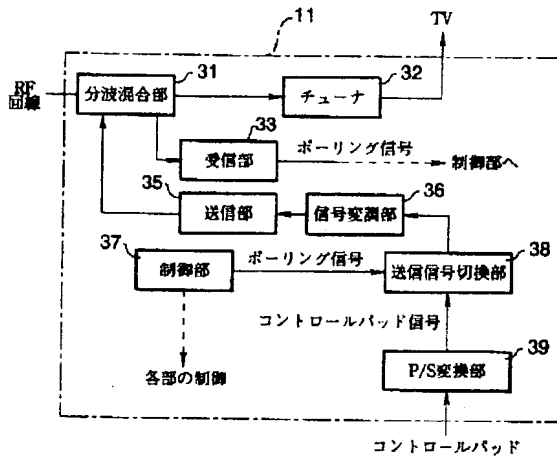 TV
11
RF
回線
31
分波混合部
32
チューナ
33
受信部
ポーリング信号
制御部へ
35
送信部
36
信号変調部
37
制御部
ポーリング信号
送信信号切換部
38
コントロールパッド信号
各部の制御
39
P/S変換部
コントロールパッド